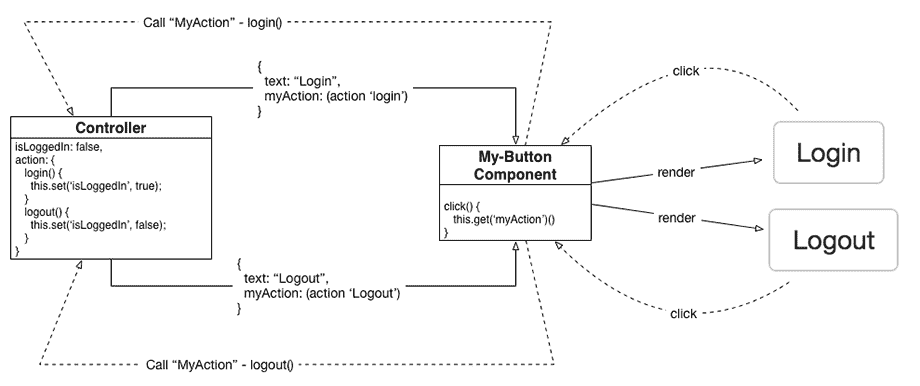 Call “MyAction” - login()
{
text: “Login”,
myAction: (action ‘login’)
}
click
Controller
isLoggedIn: false,
action: {
login() {
this.set(‘isLoggedIn’, true);
}
logout() {
this.set(‘isLoggedIn’, false);
}
}
My-Button
Component
click() {
this.get(‘myAction’)()
}
render
Login
render
Logout
{
text: “Logout”,
myAction: (action ‘Logout’)
}
click
Call “MyAction” - logout()